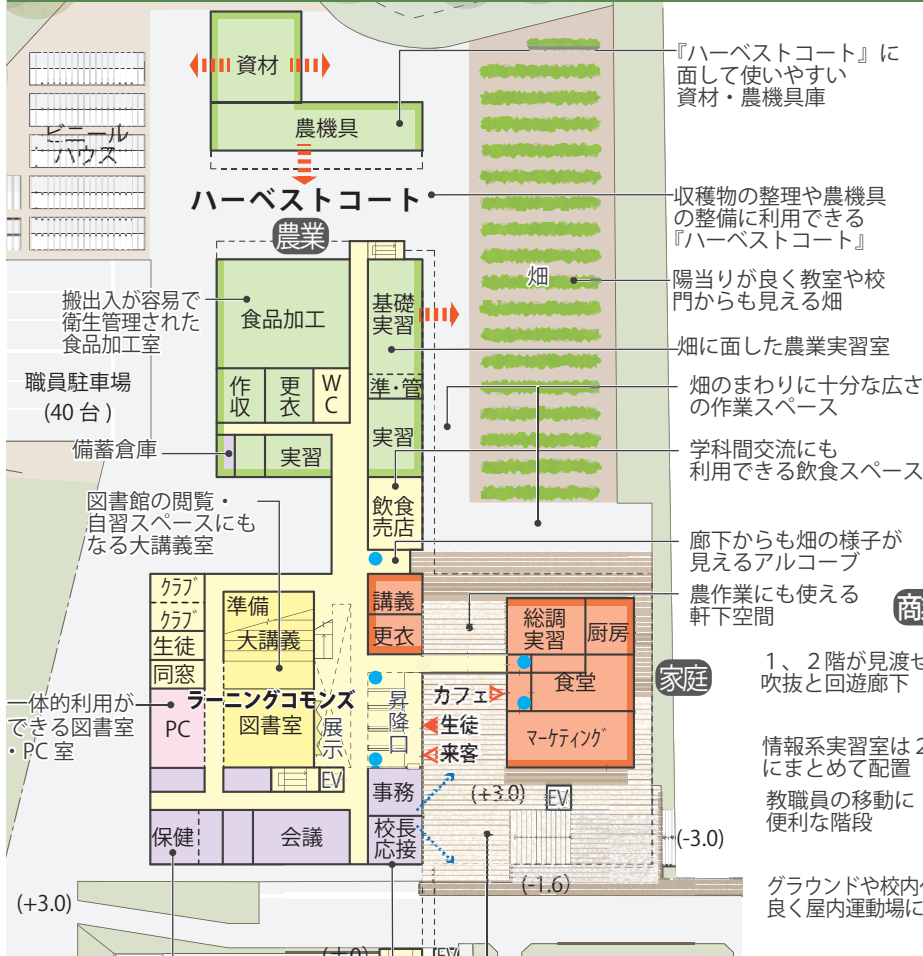 資材
農機具
ビニール
ハウス
『ハーベストコート』に
面して使いやすい
資材・農機具庫
ハーベストコート
農業
収穫物の整理や農機具
の整備に利用できる
『ハーベストコート』
畑
陽当りが良く教室や校
門からも見える畑
搬出入が容易で
衛生管理された
食品加工室
食品加工
基礎
実習
畑に面した農業実習室
職員駐車場
(40 台 )
作
収
更
衣
W
C
準・管
畑のまわりに十分な広さ
の作業スペース
備蓄倉庫
実習
実習
学科間交流にも
利用できる飲食スペース
図書館の閲覧・
自習スペースにも
なる大講義室
飲食
売店
廊下からも畑の様子が
見えるアルコーブ
クラブ
クラブ
生徒
同窓
準備
大講義
講義
更衣
農作業にも使える
軒下空間
総調
実習
厨房
食堂
マーケティング
家庭
1、2階が見渡せ
吹抜と回遊廊下
一体的利用が
できる図書室
・PC 室
PC
ラーニングコモンズ
図書室
展
示
昇
降
口
カフェ
生徒
来客
情報系実習室は2
にまとめて配置
EV
事務
(+3.0)
EV
教職員の移動に
便利な階段
保健
会議
校長
応接
(-3.0)
(-1.6)
(+3.0)
グラウンドや校内へ
良く屋内運動場に
(±0)
EV